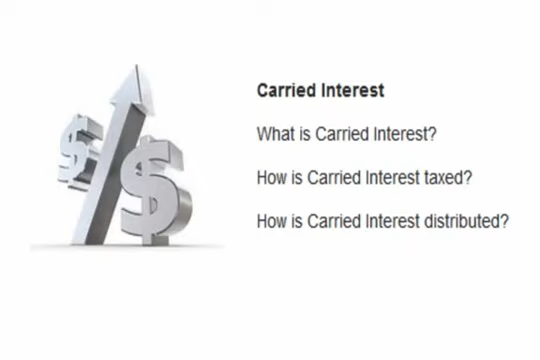 Carried Interest
What is Carried Interest?
How is Carried Interest taxed?
How is Carried Interest distributed?